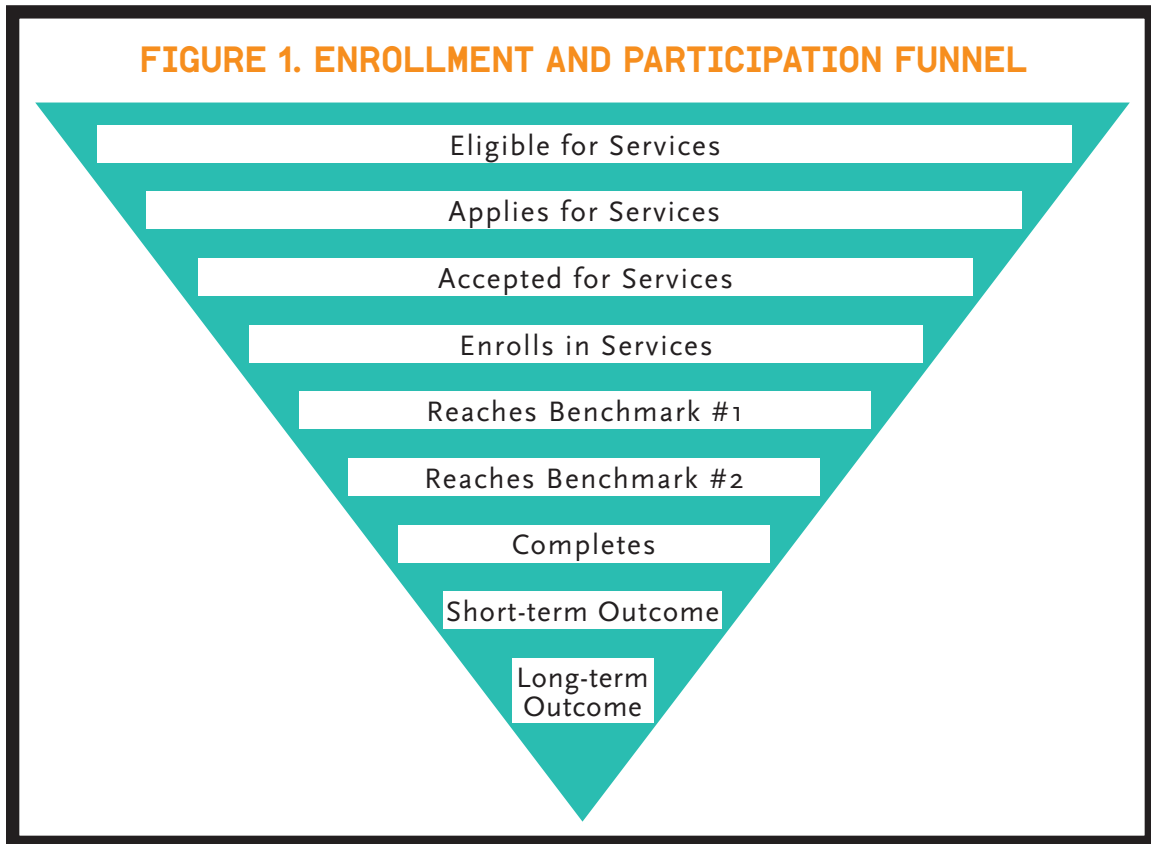 FIGURE 1. ENROLLMENT AND PARTICIPATION FUNNEL
Eligible for Services
Applies for Services
Accepted for Services
Enrolls in Services
Reaches Benchmark #1
Reaches Benchmark #2
Completes
Short-term Outcome
Long-term
Outcome